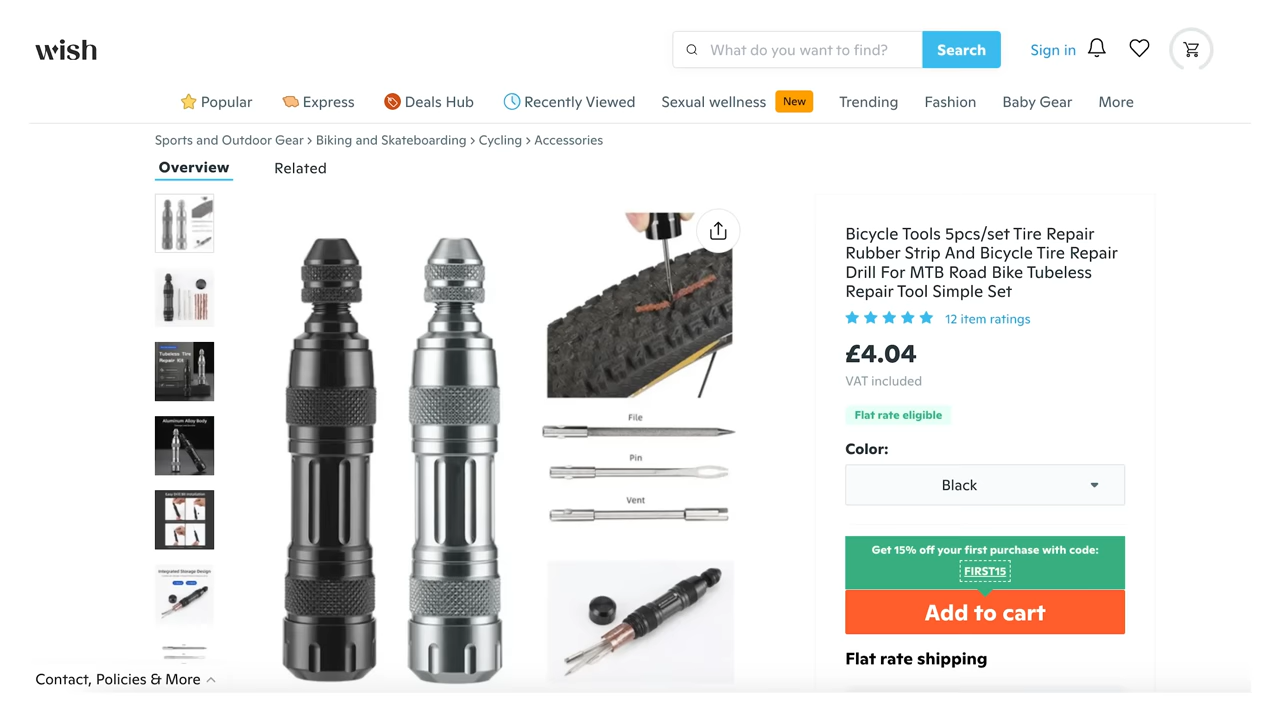 wish
What do you want to find?
Search
Sign in
Popular
Express
Deals Hub
Recently Viewed
Sexual wellness
New
Trending
Fashion
Baby Gear
More
Sports and Outdoor Gear > Biking and Skateboarding > Cycling > Accessories
Overview
Related
Tubeless Tire
Repair Kit
Aluminum Alloy Body
Integrated Storage Design
File
Pin
Vent
Bicycle Tools 5pcs/set Tire Repair
Rubber Strip And Bicycle Tire Repair
Drill For MTB Road Bike Tubeless
Repair Tool Simple Set
12 item ratings
£4.04
VAT included
Flat rate eligible
Color:
Black
Get 15% off your first purchase with code:
FIRST15
Add to cart
Flat rate shipping
Contact, Policies & More